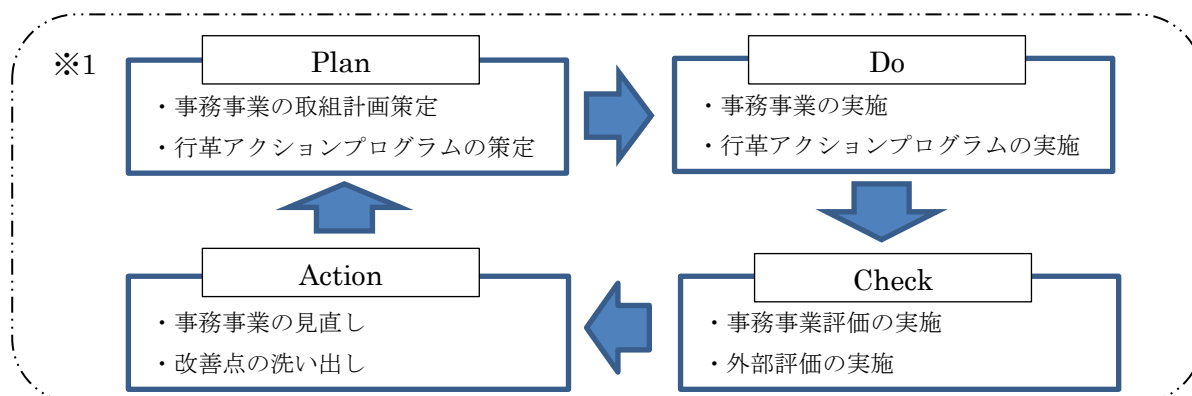 ※1
Plan
・事務事業の取組計画策定
・行革アクションプログラムの策定
Do
・事務事業の実施
・行革アクションプログラムの実施
Action
・事務事業の見直し
・改善点の洗い出し
Check
・事務事業評価の実施
・外部評価の実施